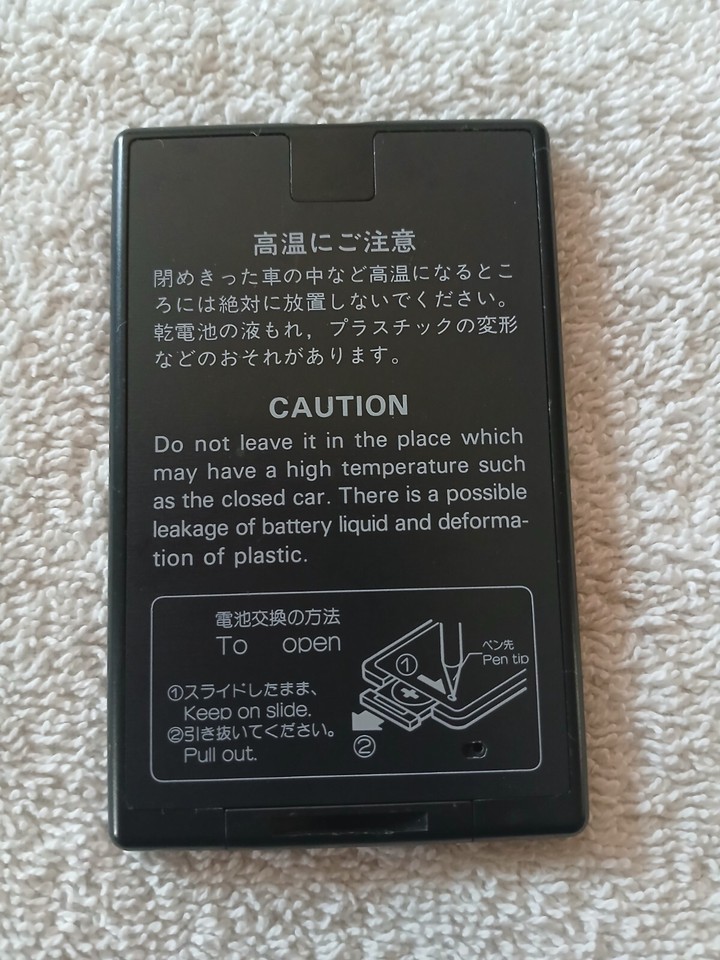 高温にご注意
閉めきった車の中など高温になるとこ
ろには絶対に放置しないでください。
乾電池の液もれ，プラスチックの変形
などのおそれがあります。
CAUTION
Do not leave it in the place which
may have a high temperature such
as the closed car. There is a possible
leakage of battery liquid and deforma-
tion of plastic.
電池交換の方法
To open
①スライドしたまま、
Keep on slide.
②引き抜いてください。
Pull out.
①
ペン先
Pen tip
②